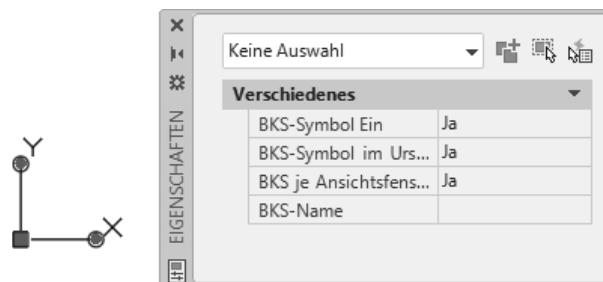 Keine Auswahl
Verschiedenes
BKS-Symbol Ein Ja
BKS-Symbol im Urs... Ja
BKS je Ansichtsfens... Ja
BKS-Name
EIGENSCHAFTEN
Y
X